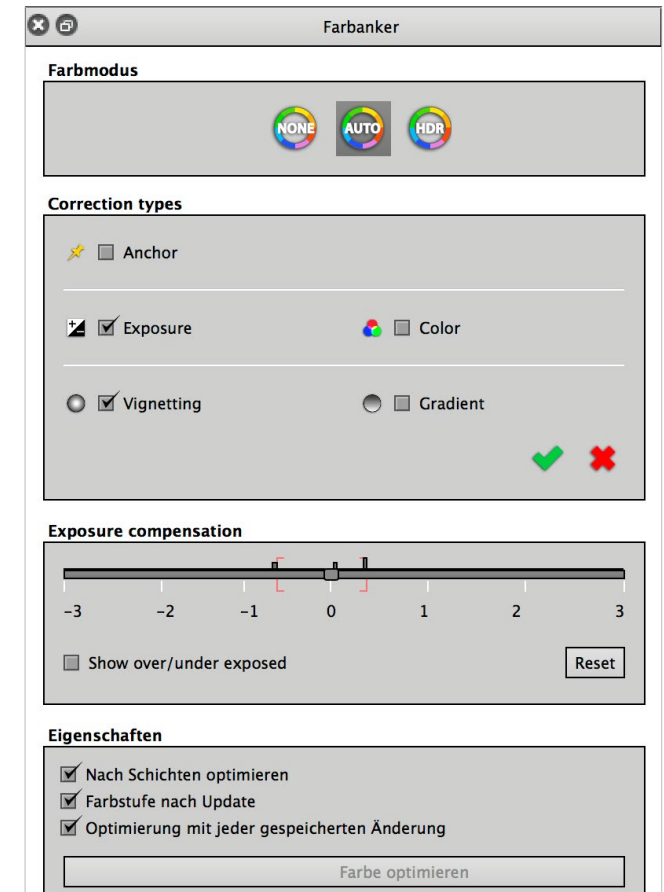 Farbanker
Farbmodus
NONE AUTO HDR
Correction types
Anchor
Exposure Color
Vignetting Gradient
Exposure compensation
-3 -2 -1 0 1 2 3
Show over/under exposed Reset
Eigenschaften
Nach Schichten optimieren
Farbstufe nach Update
Optimierung mit jeder gespeicherten Änderung
Farbe optimieren